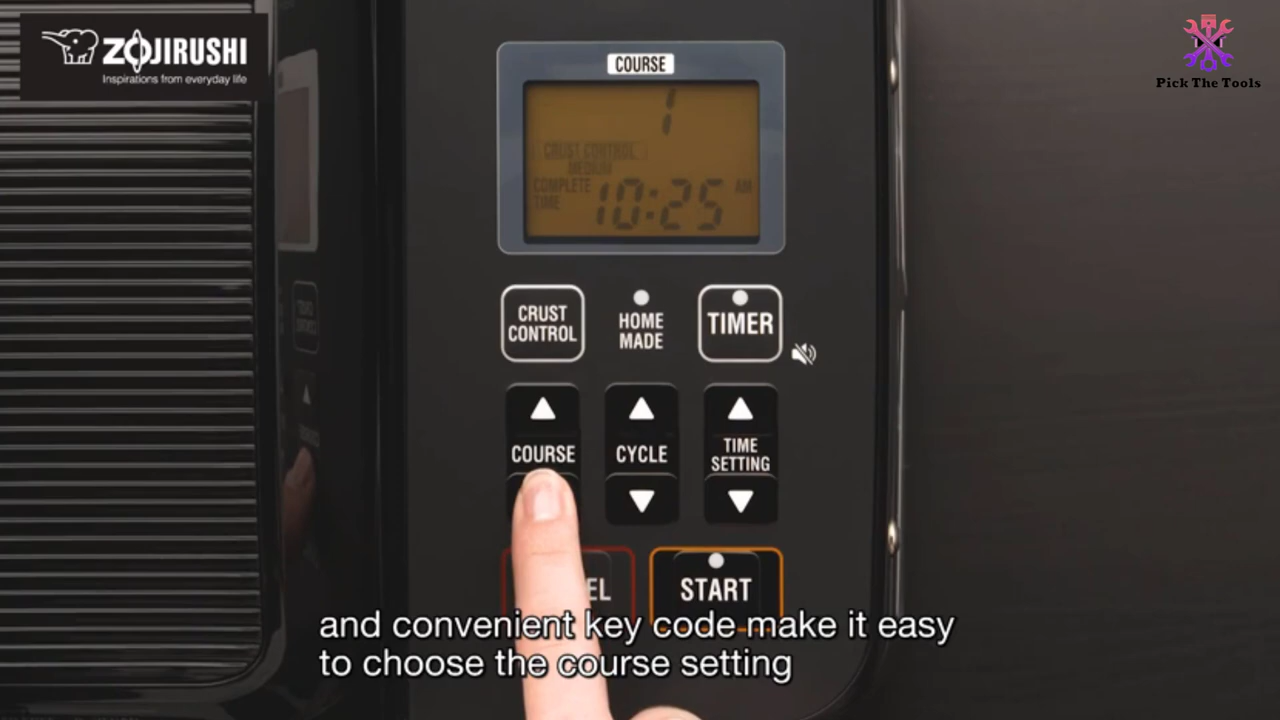 ZOJIRUSHI
Inspirations from everyday life
Pick The Tools
COURSE
1
CRUST CONTROL
MEDIUM
COMPLETE
TIME
10:25
AM
CRUST
CONTROL
HOME
MADE
TIMER
COURSE
CYCLE
TIME
SETTING
EL
START
and convenient key code make it easy
to choose the course setting